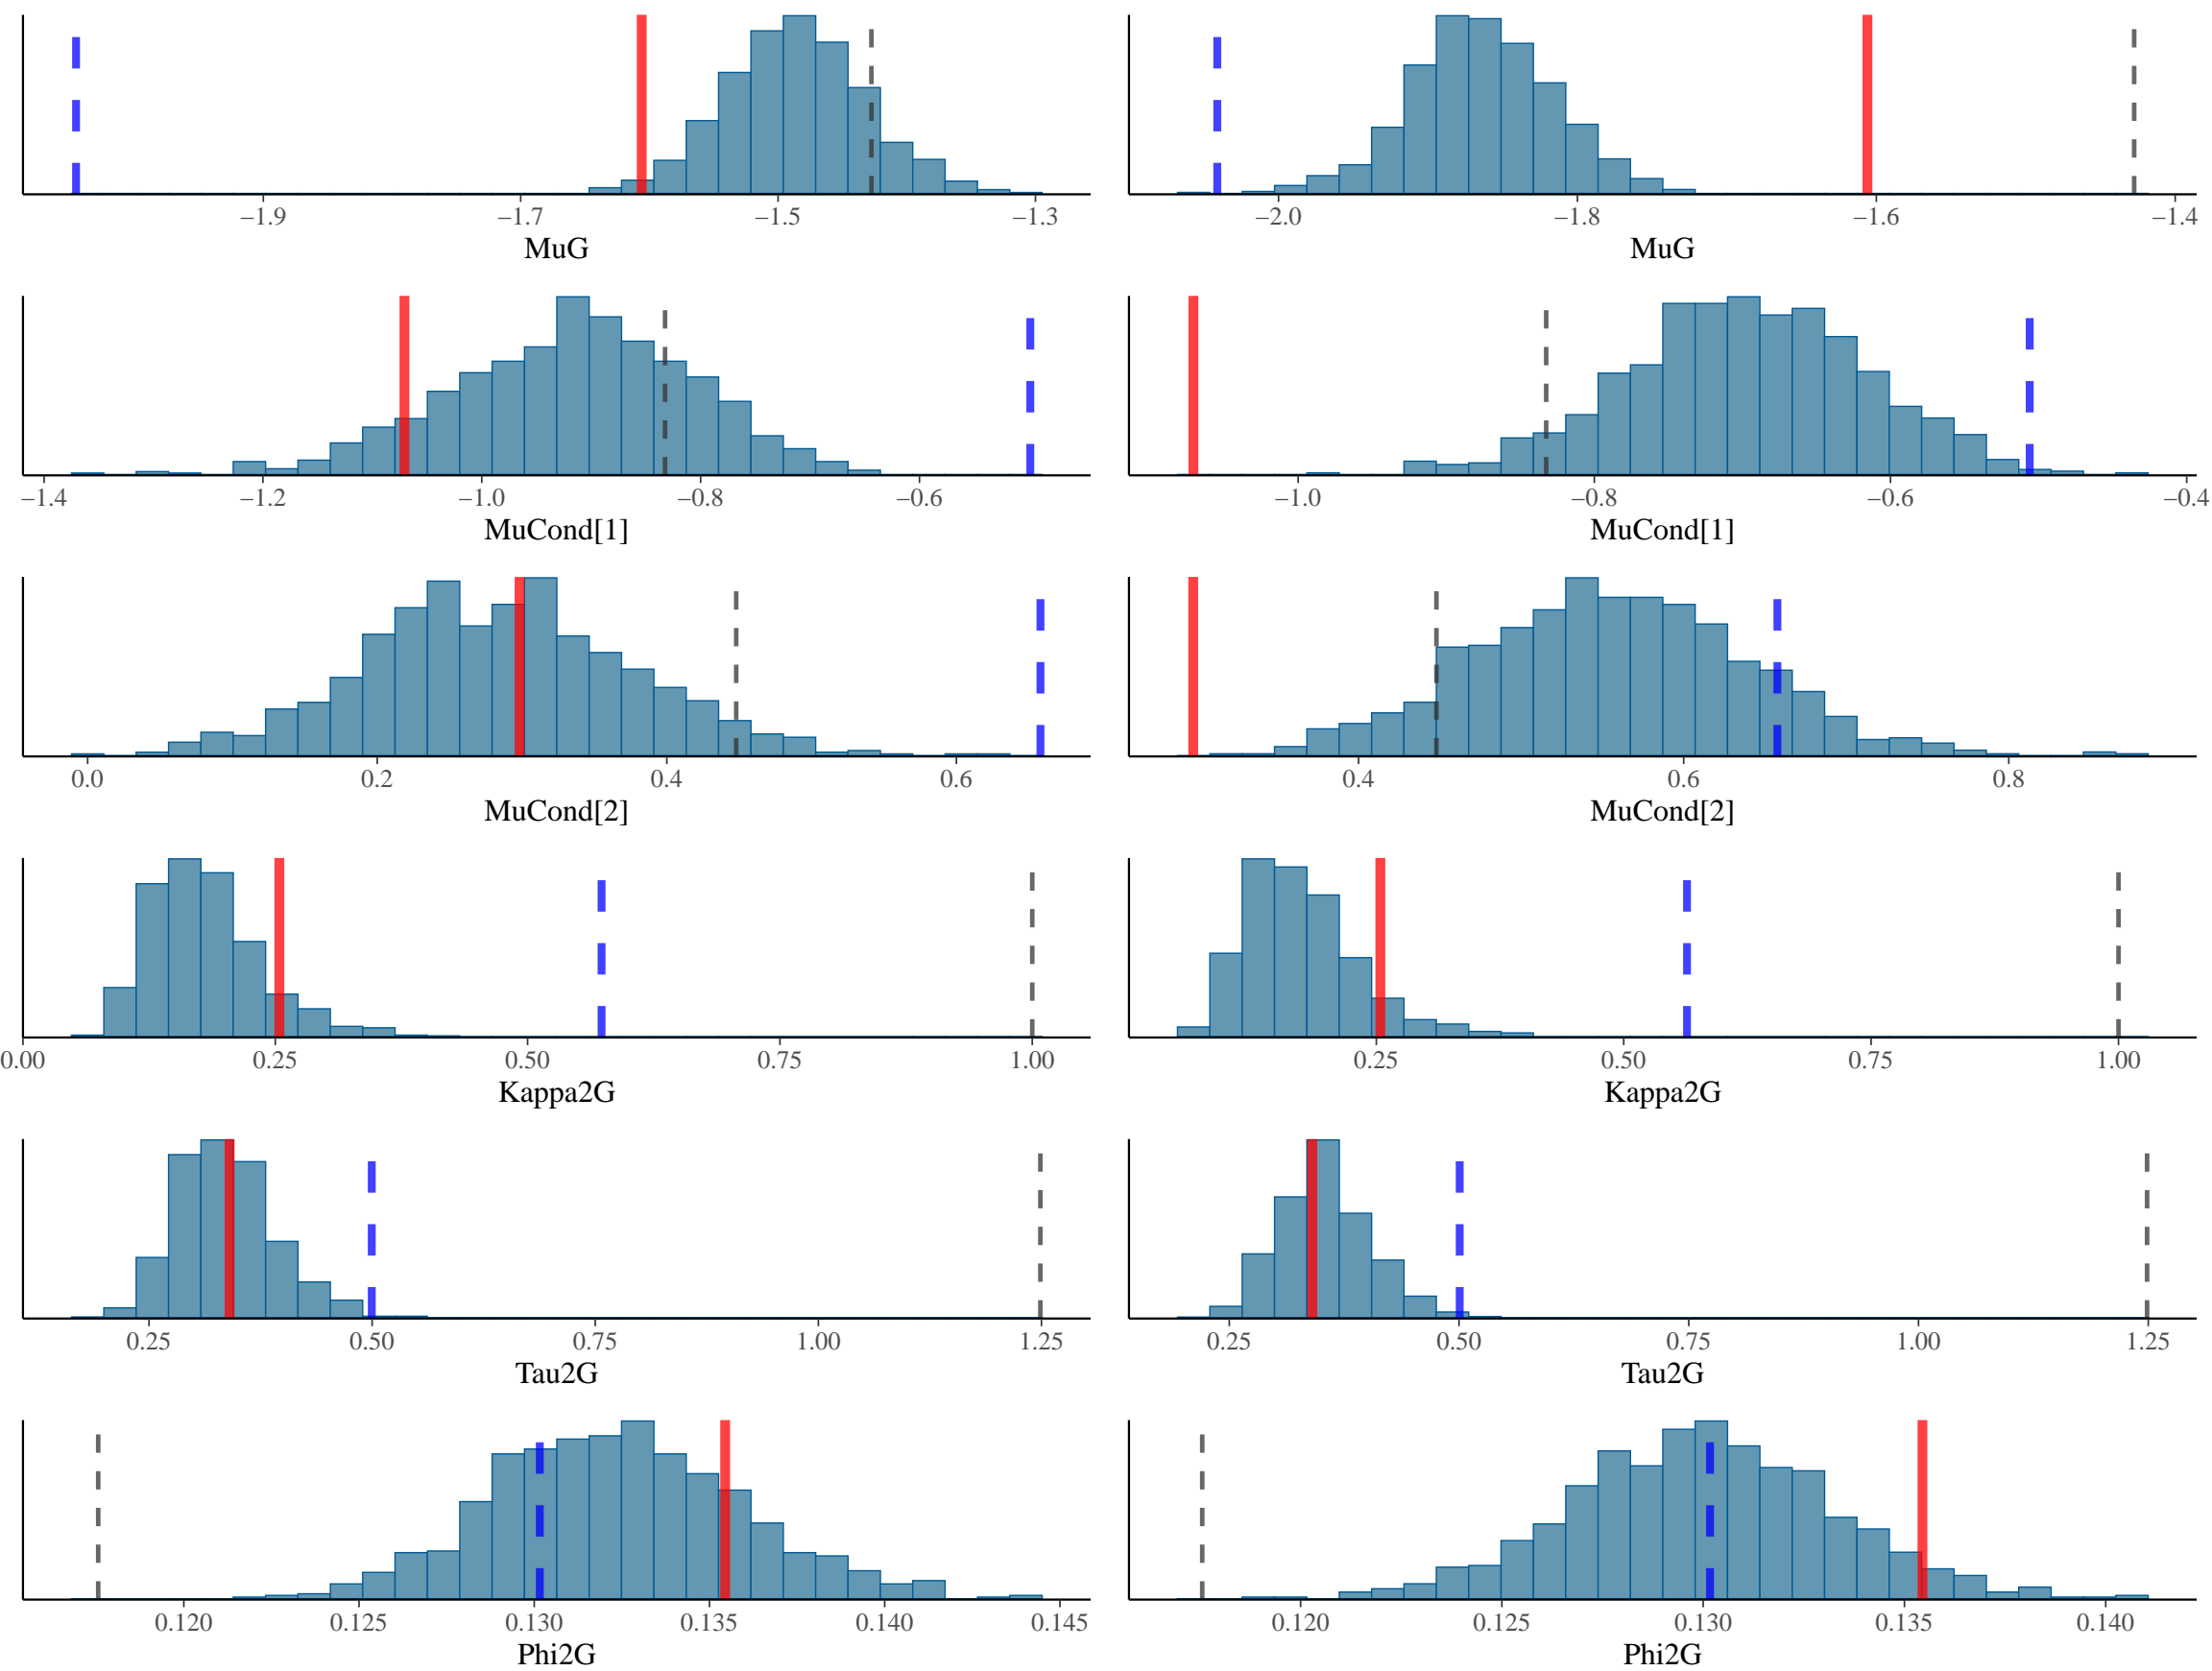 −1.9 −1.7 −1.5 −1.3
MuG
−2.0 −1.8 −1.6 −1.4
MuG
−1.4 −1.2 −1.0 −0.8 −0.6
MuCond[1]
−1.0 −0.8 −0.6 −0.4
MuCond[1]
0.0 0.2 0.4 0.6
MuCond[2]
0.4 0.6 0.8
MuCond[2]
0.00 0.25 0.50 0.75 1.00
Kappa2G
0.25 0.50 0.75 1.00
Kappa2G
0.25 0.50 0.75 1.00 1.25
Tau2G
0.25 0.50 0.75 1.00 1.25
Tau2G
0.120 0.125 0.130 0.135 0.140 0.145
Phi2G
0.120 0.125 0.130 0.135 0.140
Phi2G